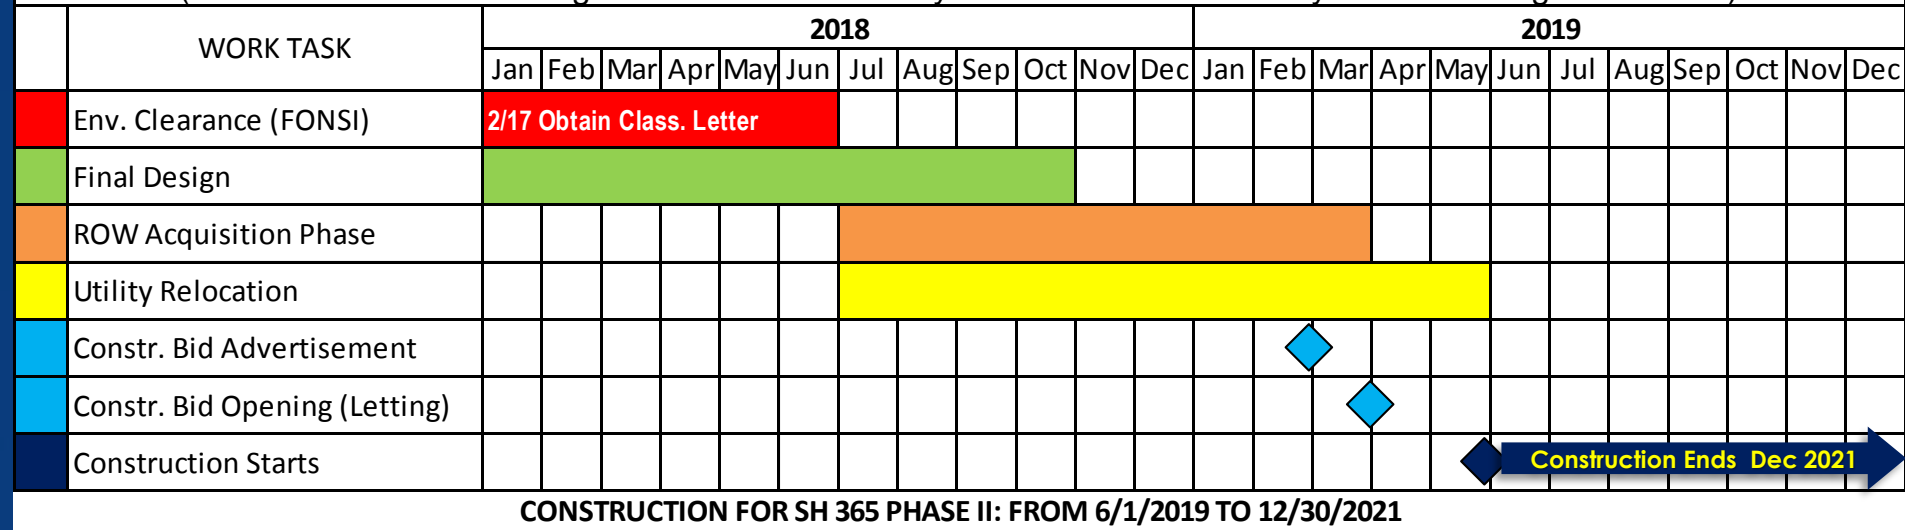 2018 2019
WORK TASK
Jan Feb Mar Apr May Jun Jul Aug Sep Oct Nov Dec Jan Feb Mar Apr May Jun Jul Aug Sep Oct Nov Dec
Env. Clearance (FONSI) 2/17 Obtain Class. Letter
Final Design
ROW Acquisition Phase
Utility Relocation
Constr. Bid Advertisement
Constr. Bid Opening (Letting)
Construction Starts Construction Ends Dec 2021
CONSTRUCTION FOR SH 365 PHASE II: FROM 6/1/2019 TO 12/30/2021